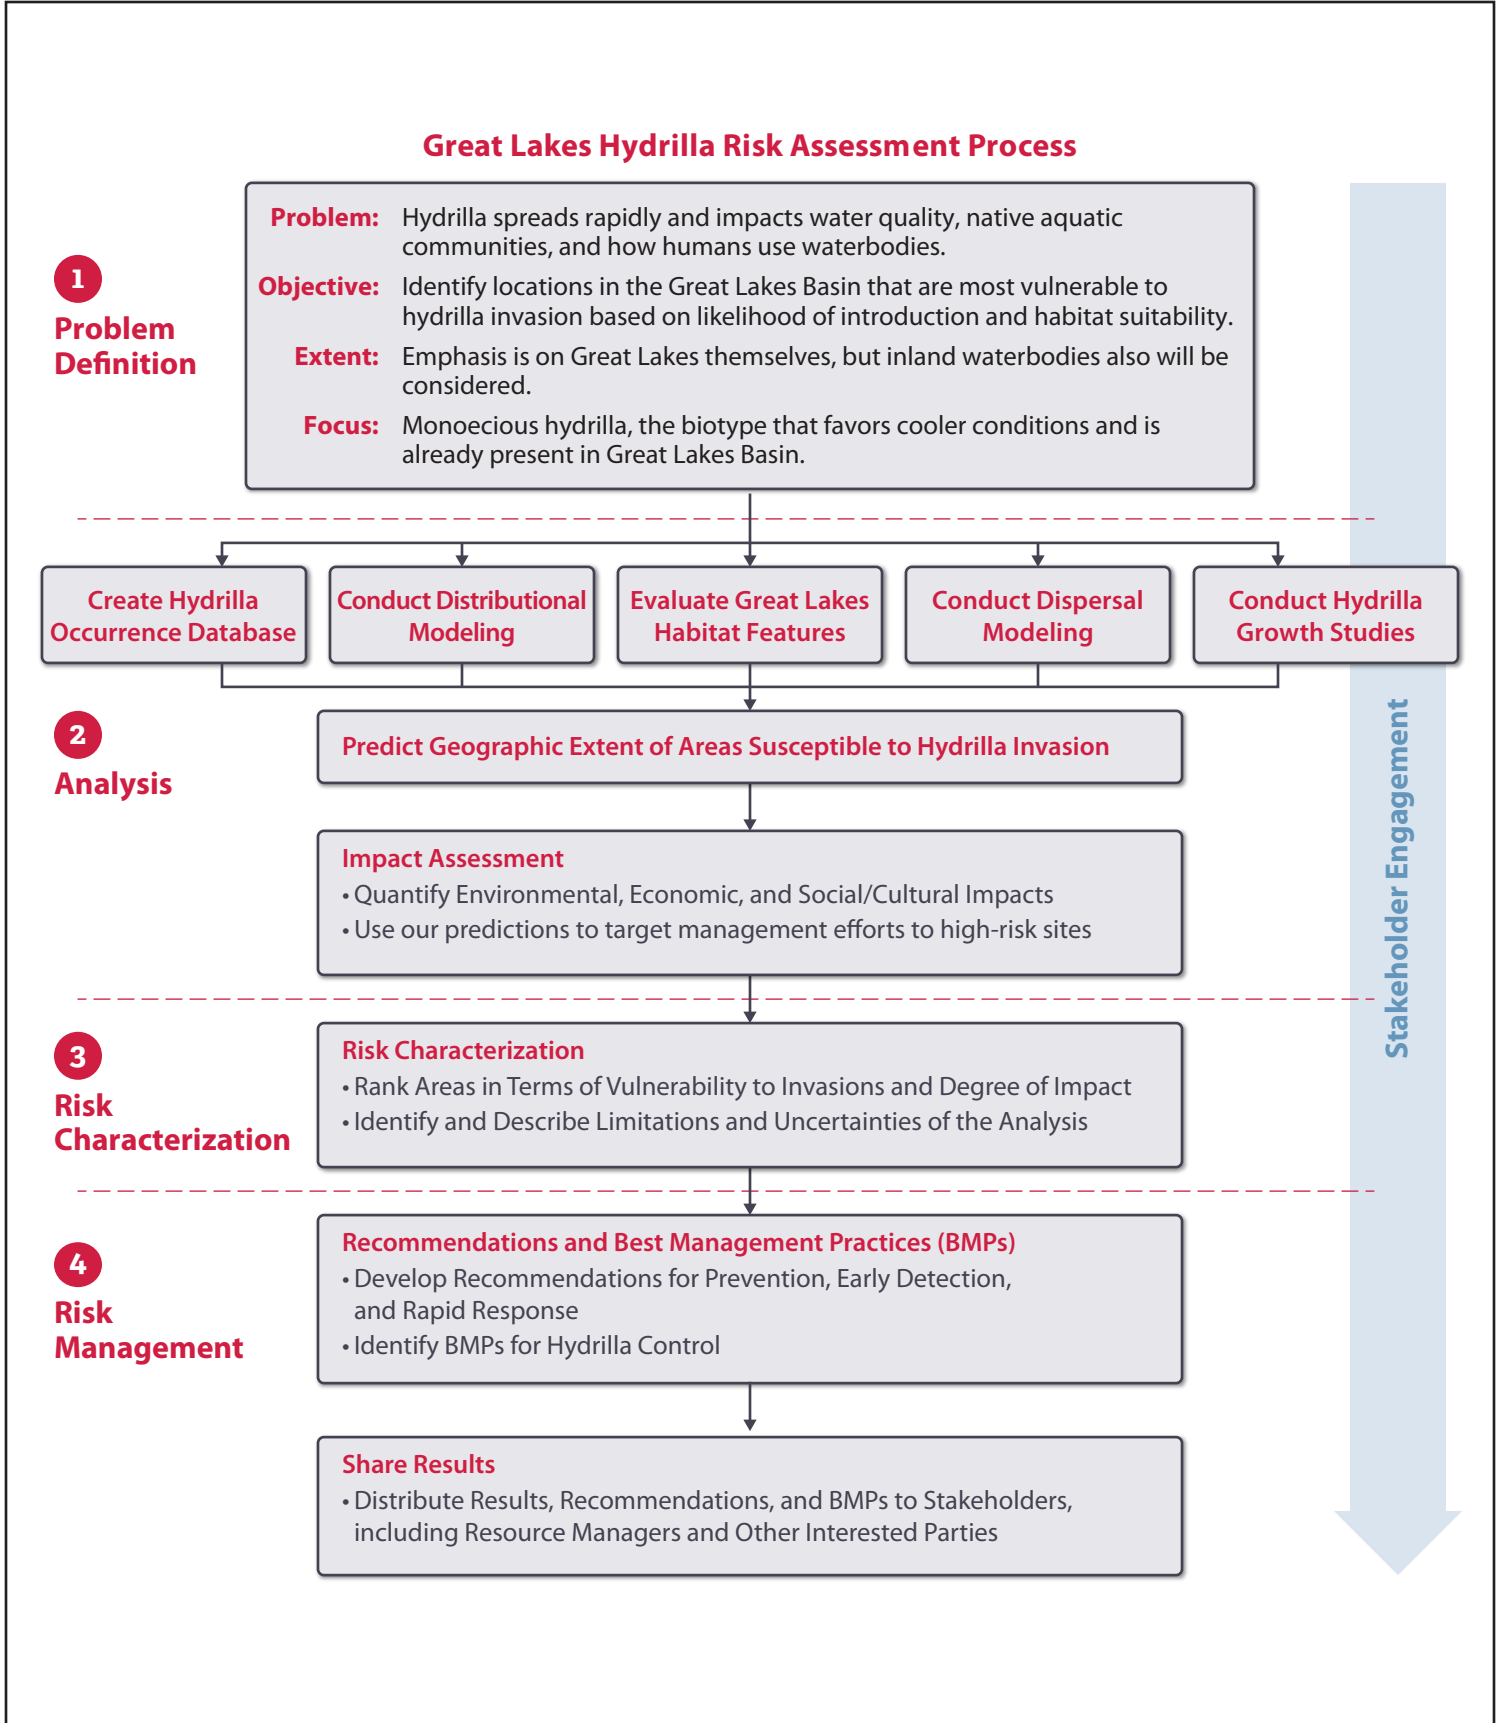 Great Lakes Hydrilla Risk Assessment Process
1
Problem
Definition
Problem: Hydrilla spreads rapidly and impacts water quality, native aquatic
communities, and how humans use waterbodies.
Objective: Identify locations in the Great Lakes Basin that are most vulnerable to
hydrilla invasion based on likelihood of introduction and habitat suitability.
Extent: Emphasis is on Great Lakes themselves, but inland waterbodies also will be
considered.
Focus: Monoecious hydrilla, the biotype that favors cooler conditions and is
already present in Great Lakes Basin.
Create Hydrilla
Occurrence Database
Conduct Distributional
Modeling
Evaluate Great Lakes
Habitat Features
Conduct Dispersal
Modeling
Conduct Hydrilla
Growth Studies
2
Analysis
Predict Geographic Extent of Areas Susceptible to Hydrilla Invasion
Impact Assessment
• Quantify Environmental, Economic, and Social/Cultural Impacts
• Use our predictions to target management efforts to high-risk sites
3
Risk
Characterization
Risk Characterization
• Rank Areas in Terms of Vulnerability to Invasions and Degree of Impact
• Identify and Describe Limitations and Uncertainties of the Analysis
4
Risk
Management
Recommendations and Best Management Practices (BMPs)
• Develop Recommendations for Prevention, Early Detection,
and Rapid Response
• Identify BMPs for Hydrilla Control
Share Results
• Distribute Results, Recommendations, and BMPs to Stakeholders,
including Resource Managers and Other Interested Parties
Stakeholder Engagement